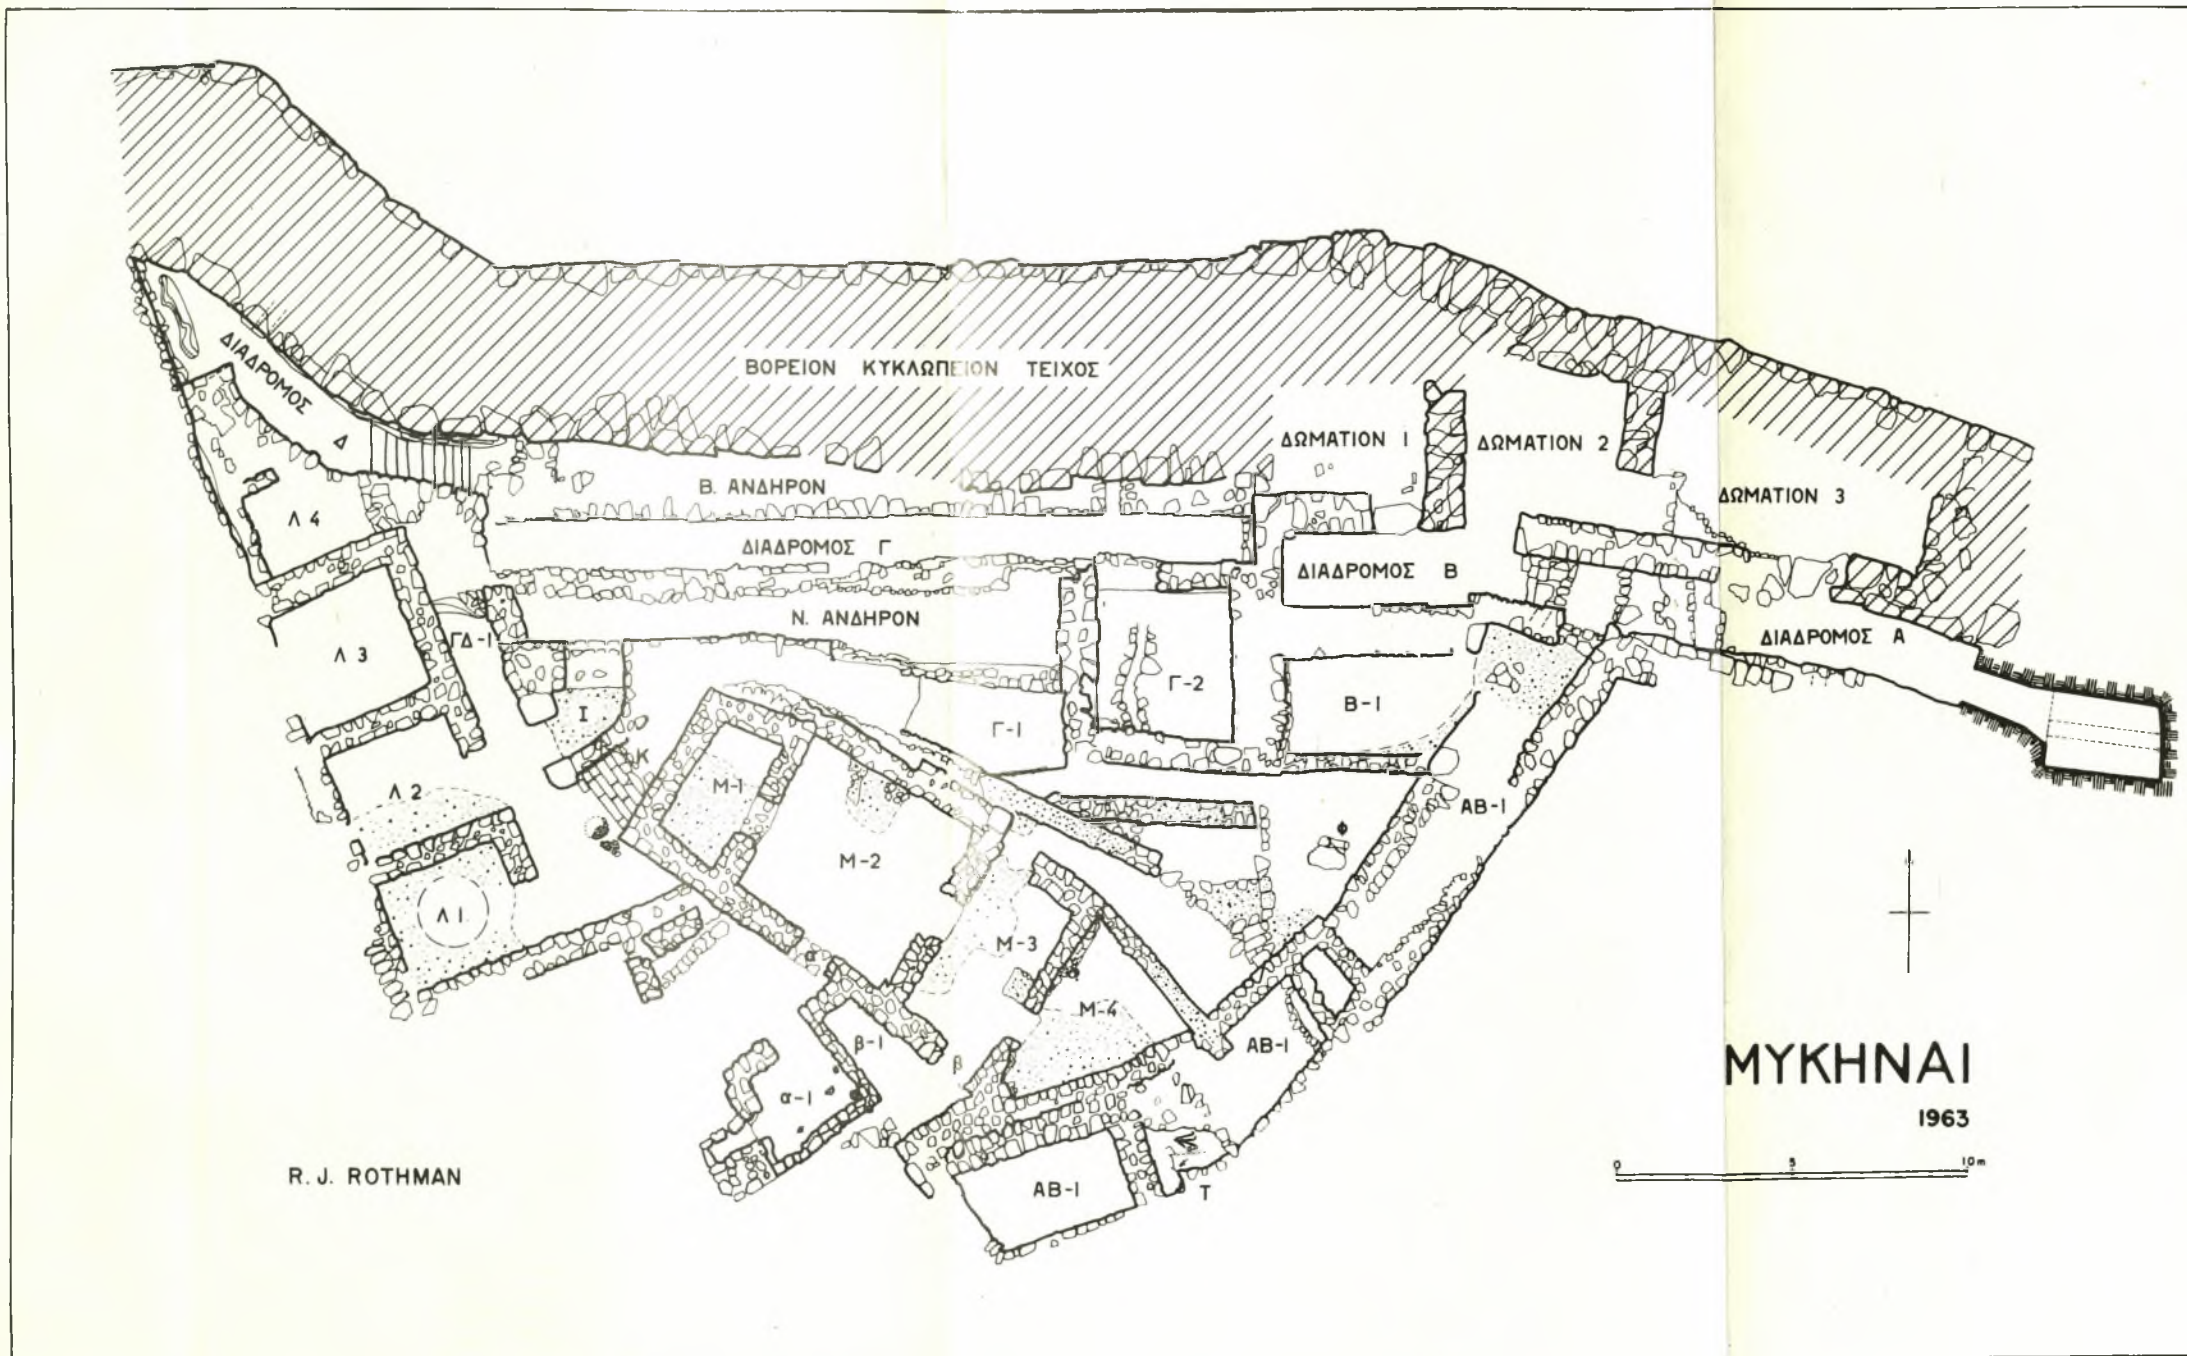 ΒΟΡΕΙΟΝ ΚΥΚΛΩΠΕΙΟΝ ΤΕΙΧΟΣ
ΔΙΑΔΡΟΜΟΣ Δ
ΔΩΜΑΤΙΟΝ 1
ΔΩΜΑΤΙΟΝ 2
ΔΩΜΑΤΙΟΝ 3
Β. ΑΝΔΗΡΟΝ
Λ 4
ΔΙΑΔΡΟΜΟΣ Γ
ΔΙΑΔΡΟΜΟΣ Β
Ν. ΑΝΔΗΡΟΝ
ΔΙΑΔΡΟΜΟΣ Α
ΓΔ-1
Λ 3
Γ-2
Β-1
Ι
Γ-1
Κ
Μ-1
Λ 2
ΑΒ-1
Φ
Μ-2
Λ 1
Μ-3
α
Μ-4
β-1
ΑΒ-1
β
α-1
ΜΥΚΗΝΑΙ
1963
0 5 10m
R. J. ROTHMAN
ΑΒ-1
Τ